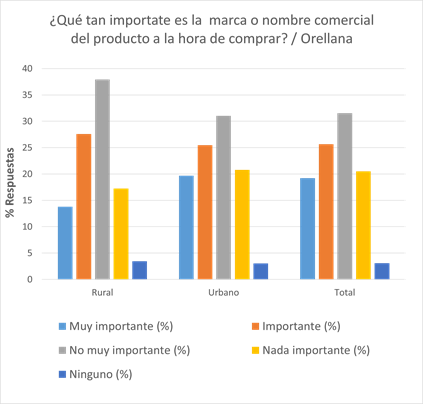 ¿Qué tan importate es la  marca o nombre comercial
del producto a la hora de comprar? / Orellana
% Respuestas
40
35
30
25
20
15
10
5
0
Rural Urbano Total
Muy importante (%) Importante (%)
No muy importante (%) Nada importante (%)
Ninguno (%)